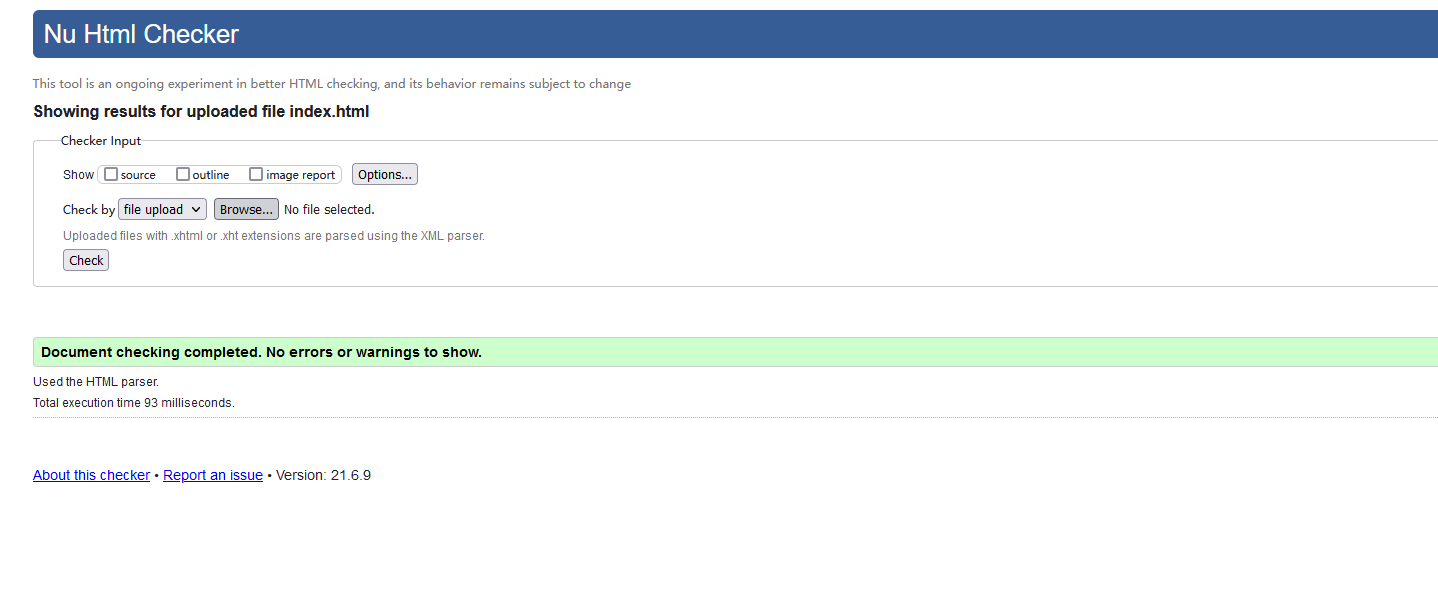 Nu Html Checker
This tool is an ongoing experiment in better HTML checking, and its behavior remains subject to change
Showing results for uploaded file index.html
Checker Input
Show source outline image report Options...
Check by file upload Browse... No file selected.
Uploaded files with .xhtml or .xht extensions are parsed using the XML parser.
Check
Document checking completed. No errors or warnings to show.
Used the HTML parser.
Total execution time 93 milliseconds.
About this checker • Report an issue • Version: 21.6.9